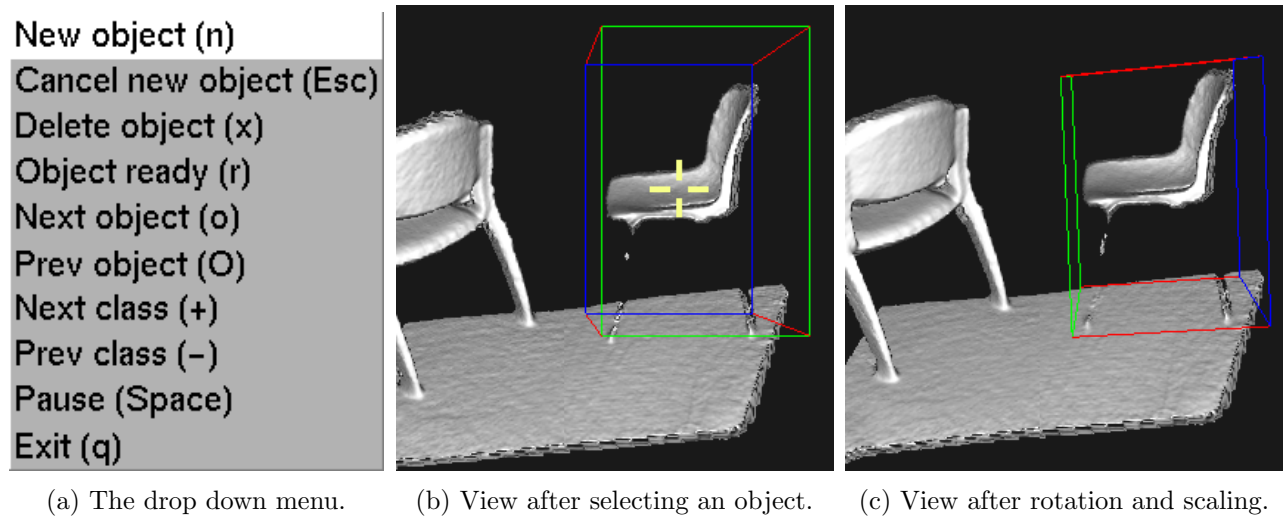 New object (n)
Cancel new object (Esc)
Delete object (x)
Object ready (r)
Next object (o)
Prev object (O)
Next class (+)
Prev class (−)
Pause (Space)
Exit (q)
(a) The drop down menu.
(b) View after selecting an object.
(c) View after rotation and scaling.